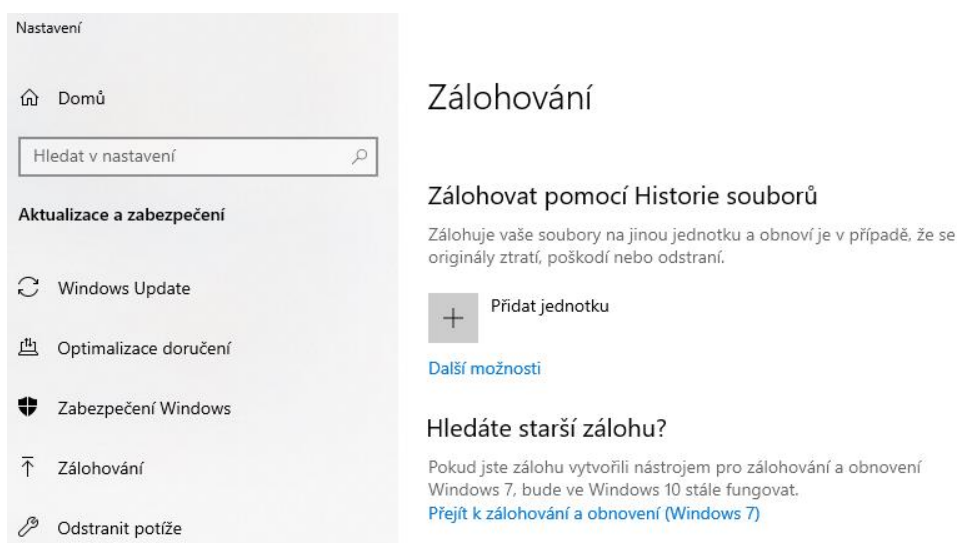 Nastavení
Domů
Hledat v nastavení
Aktualizace a zabezpečení
Windows Update
Optimalizace doručení
Zabezpečení Windows
Zálohování
Odstranit potíže
Zálohování
Zálohovat pomocí Historie souborů
Zálohuje vaše soubory na jinou jednotku a obnoví je v případě, že se
originály ztratí, poškodí nebo odstraní.
Přidat jednotku
Další možnosti
Hledáte starší zálohu?
Pokud jste zálohu vytvořili nástrojem pro zálohování a obnovení
Windows 7, bude ve Windows 10 stále fungovat.
Přejít k zálohování a obnovení (Windows 7)